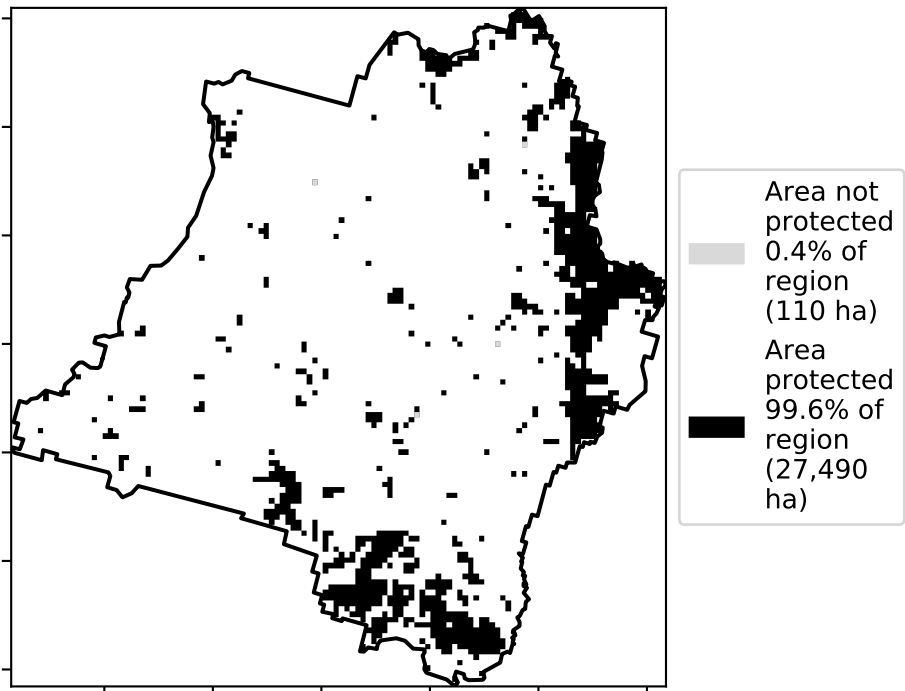 Area not
protected
0.4% of
region
(110 ha)
Area
protected
99.6% of
region
(27,490
ha)